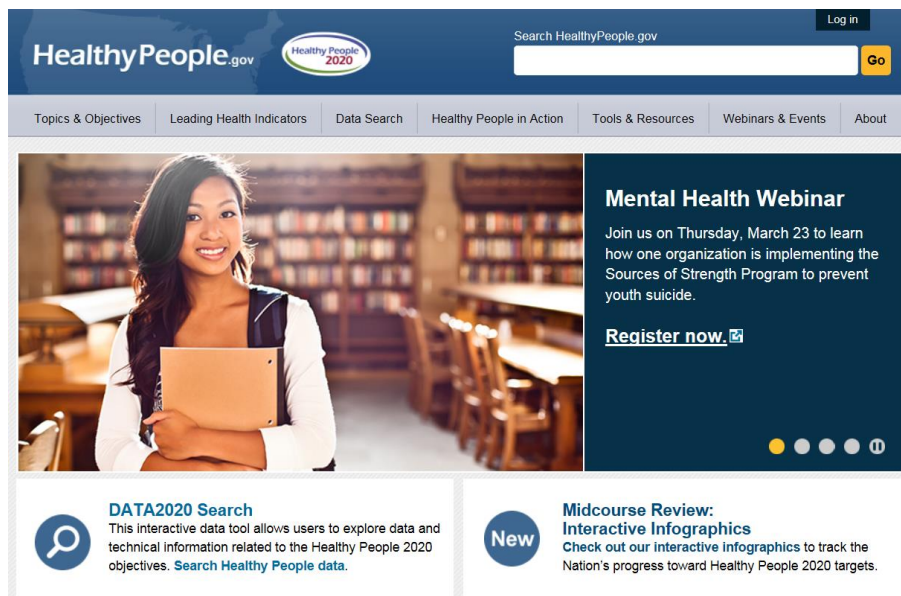 Log in
HealthyPeople.gov
Healthy People
2020
Search HealthyPeople.gov
Go
Topics & Objectives
Leading Health Indicators
Data Search
Healthy People in Action
Tools & Resources
Webinars & Events
About
Mental Health Webinar
Join us on Thursday, March 23 to learn
how one organization is implementing the
Sources of Strength Program to prevent
youth suicide.
Register now.
DATA2020 Search
This interactive data tool allows users to explore data and
technical information related to the Healthy People 2020
objectives. Search Healthy People data.
New
Midcourse Review:
Interactive Infographics
Check out our interactive infographics to track the
Nation's progress toward Healthy People 2020 targets.